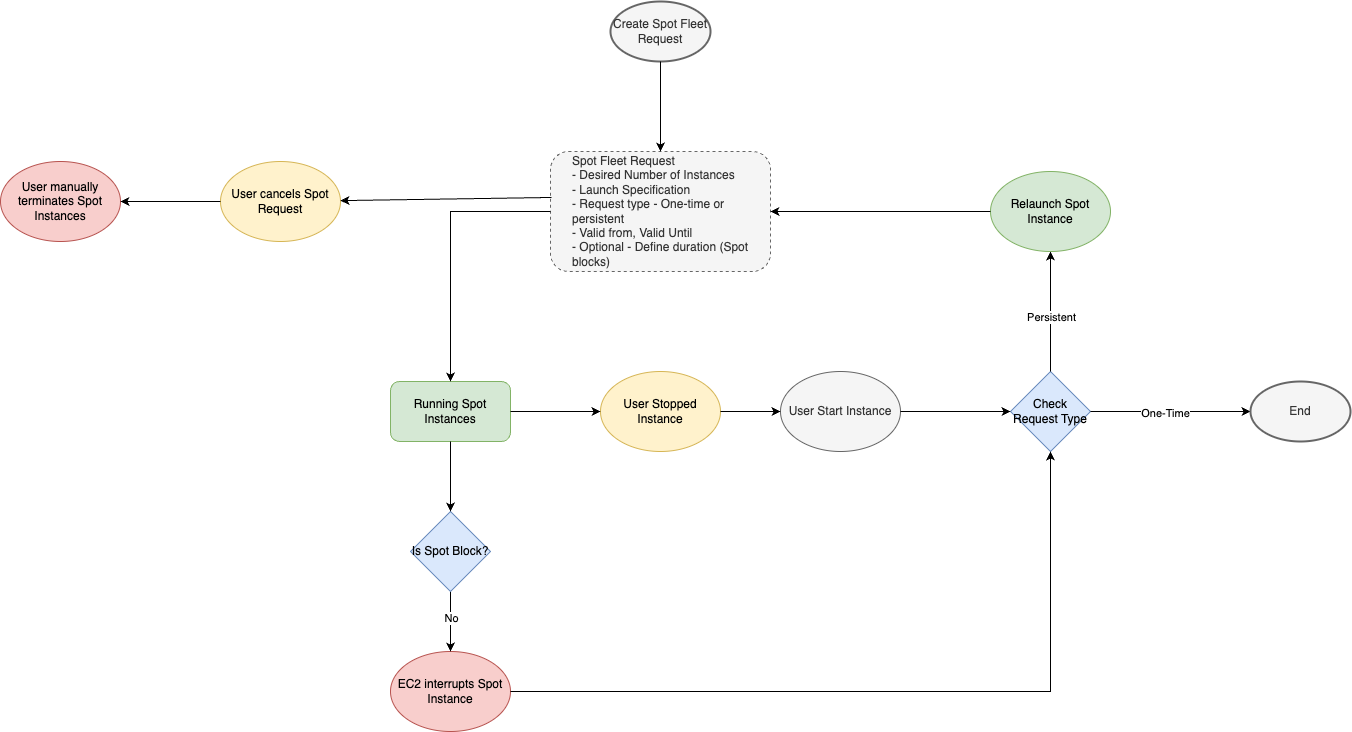 Create Spot Fleet
Request
Spot Fleet Request
- Desired Number of Instances
- Launch Specification
- Request type - One-time or
persistent
- Valid from, Valid Until
- Optional - Define duration (Spot
blocks)
User manually
terminates Spot
Instances
User cancels Spot
Request
Relaunch Spot
Instance
Persistent
Running Spot
Instances
User Stopped
Instance
User Start Instance
Check
Request Type
One-Time
End
Is Spot Block?
No
EC2 interrupts Spot
Instance